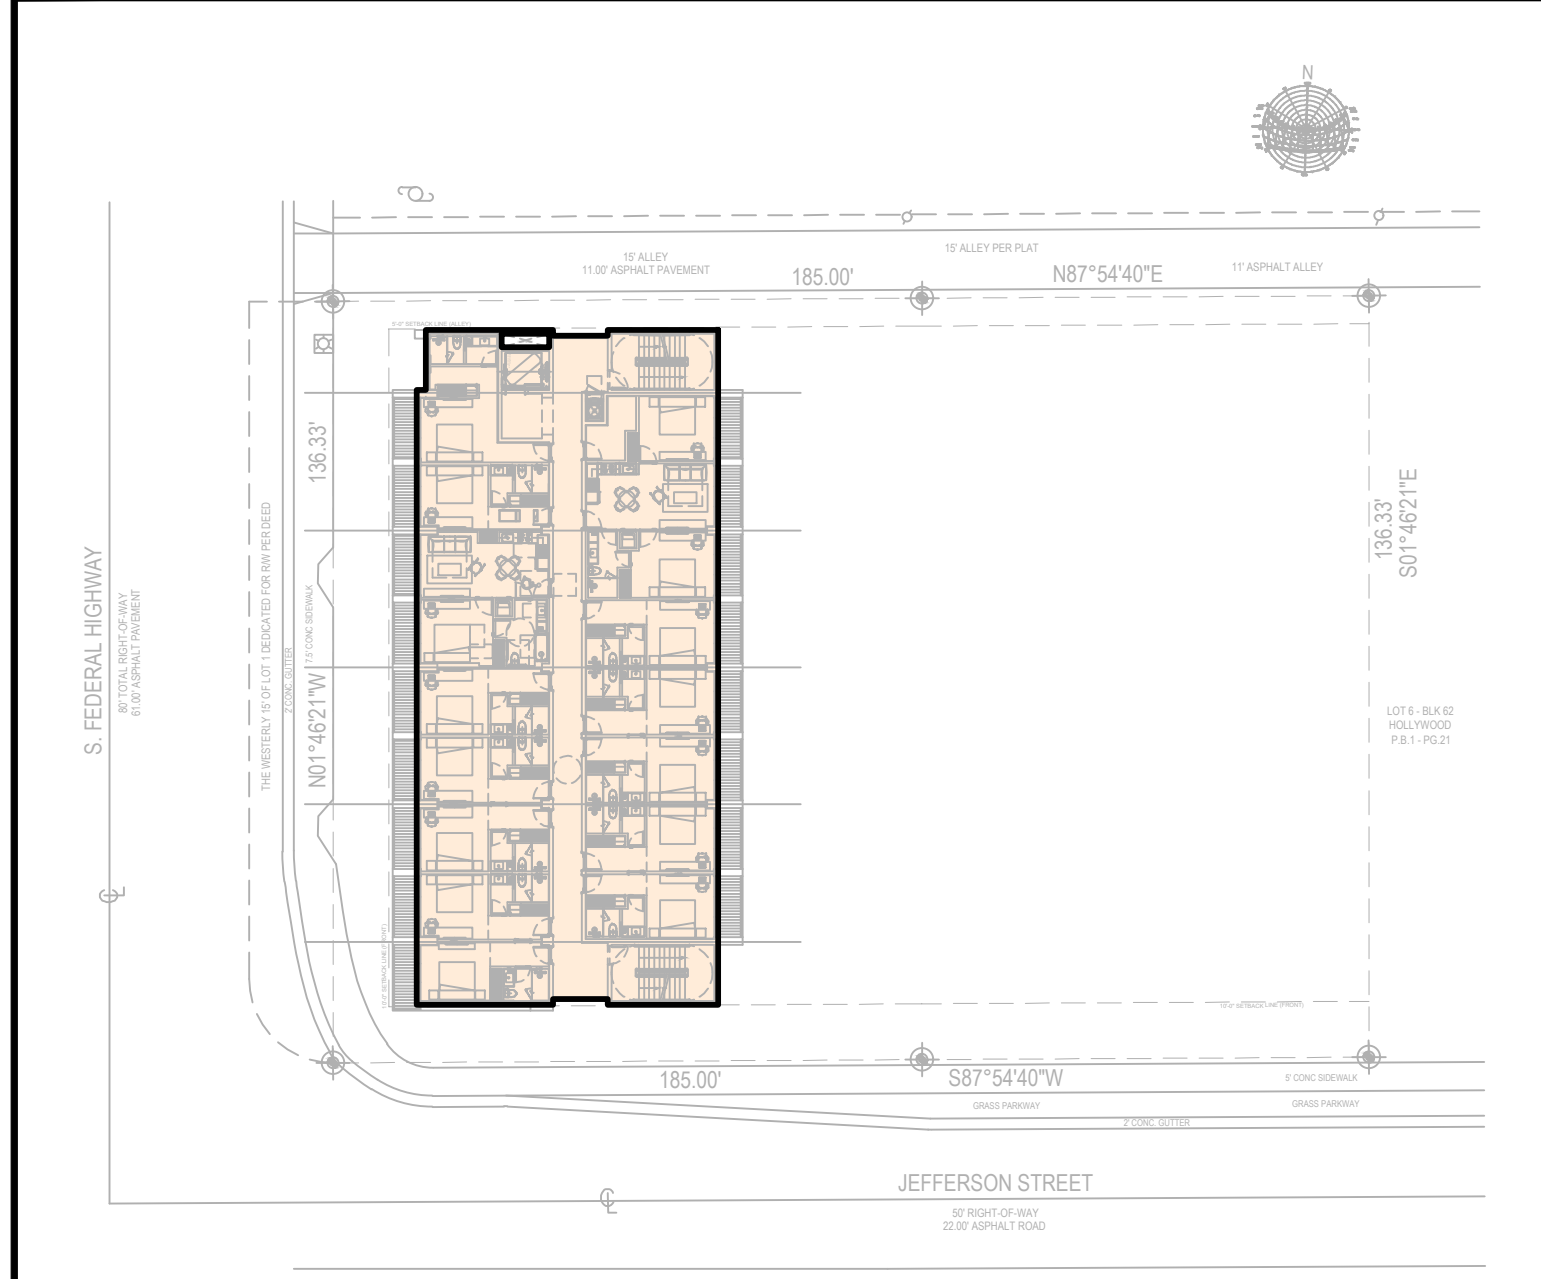 N
15' ALLEY
11.00' ASPHALT PAVEMENT
185.00'
15' ALLEY PER PLAT
N87°54'40"E
11' ASPHALT ALLEY
5'-0" SETBACK LINE (ALLEY)
136.33'
N01°46'21"W
7.5' CONC SIDEWALK
2' CONC. GUTTER
THE WESTERLY 15' OF LOT 1 DEDICATED FOR R/W PER DEED
S. FEDERAL HIGHWAY
80' TOTAL RIGHT-OF-WAY
61.00' ASPHALT PAVEMENT
136.33'
S01°46'21"E
LOT 6 - BLK 62
HOLLYWOOD
P.B.1 - PG.21
10'-0" SETBACK LINE (FRONT)
10'-0" SETBACK LINE (FRONT)
185.00'
S87°54'40"W
5' CONC SIDEWALK
GRASS PARKWAY
GRASS PARKWAY
2' CONC. GUTTER
JEFFERSON STREET
50' RIGHT-OF-WAY
22.00' ASPHALT ROAD